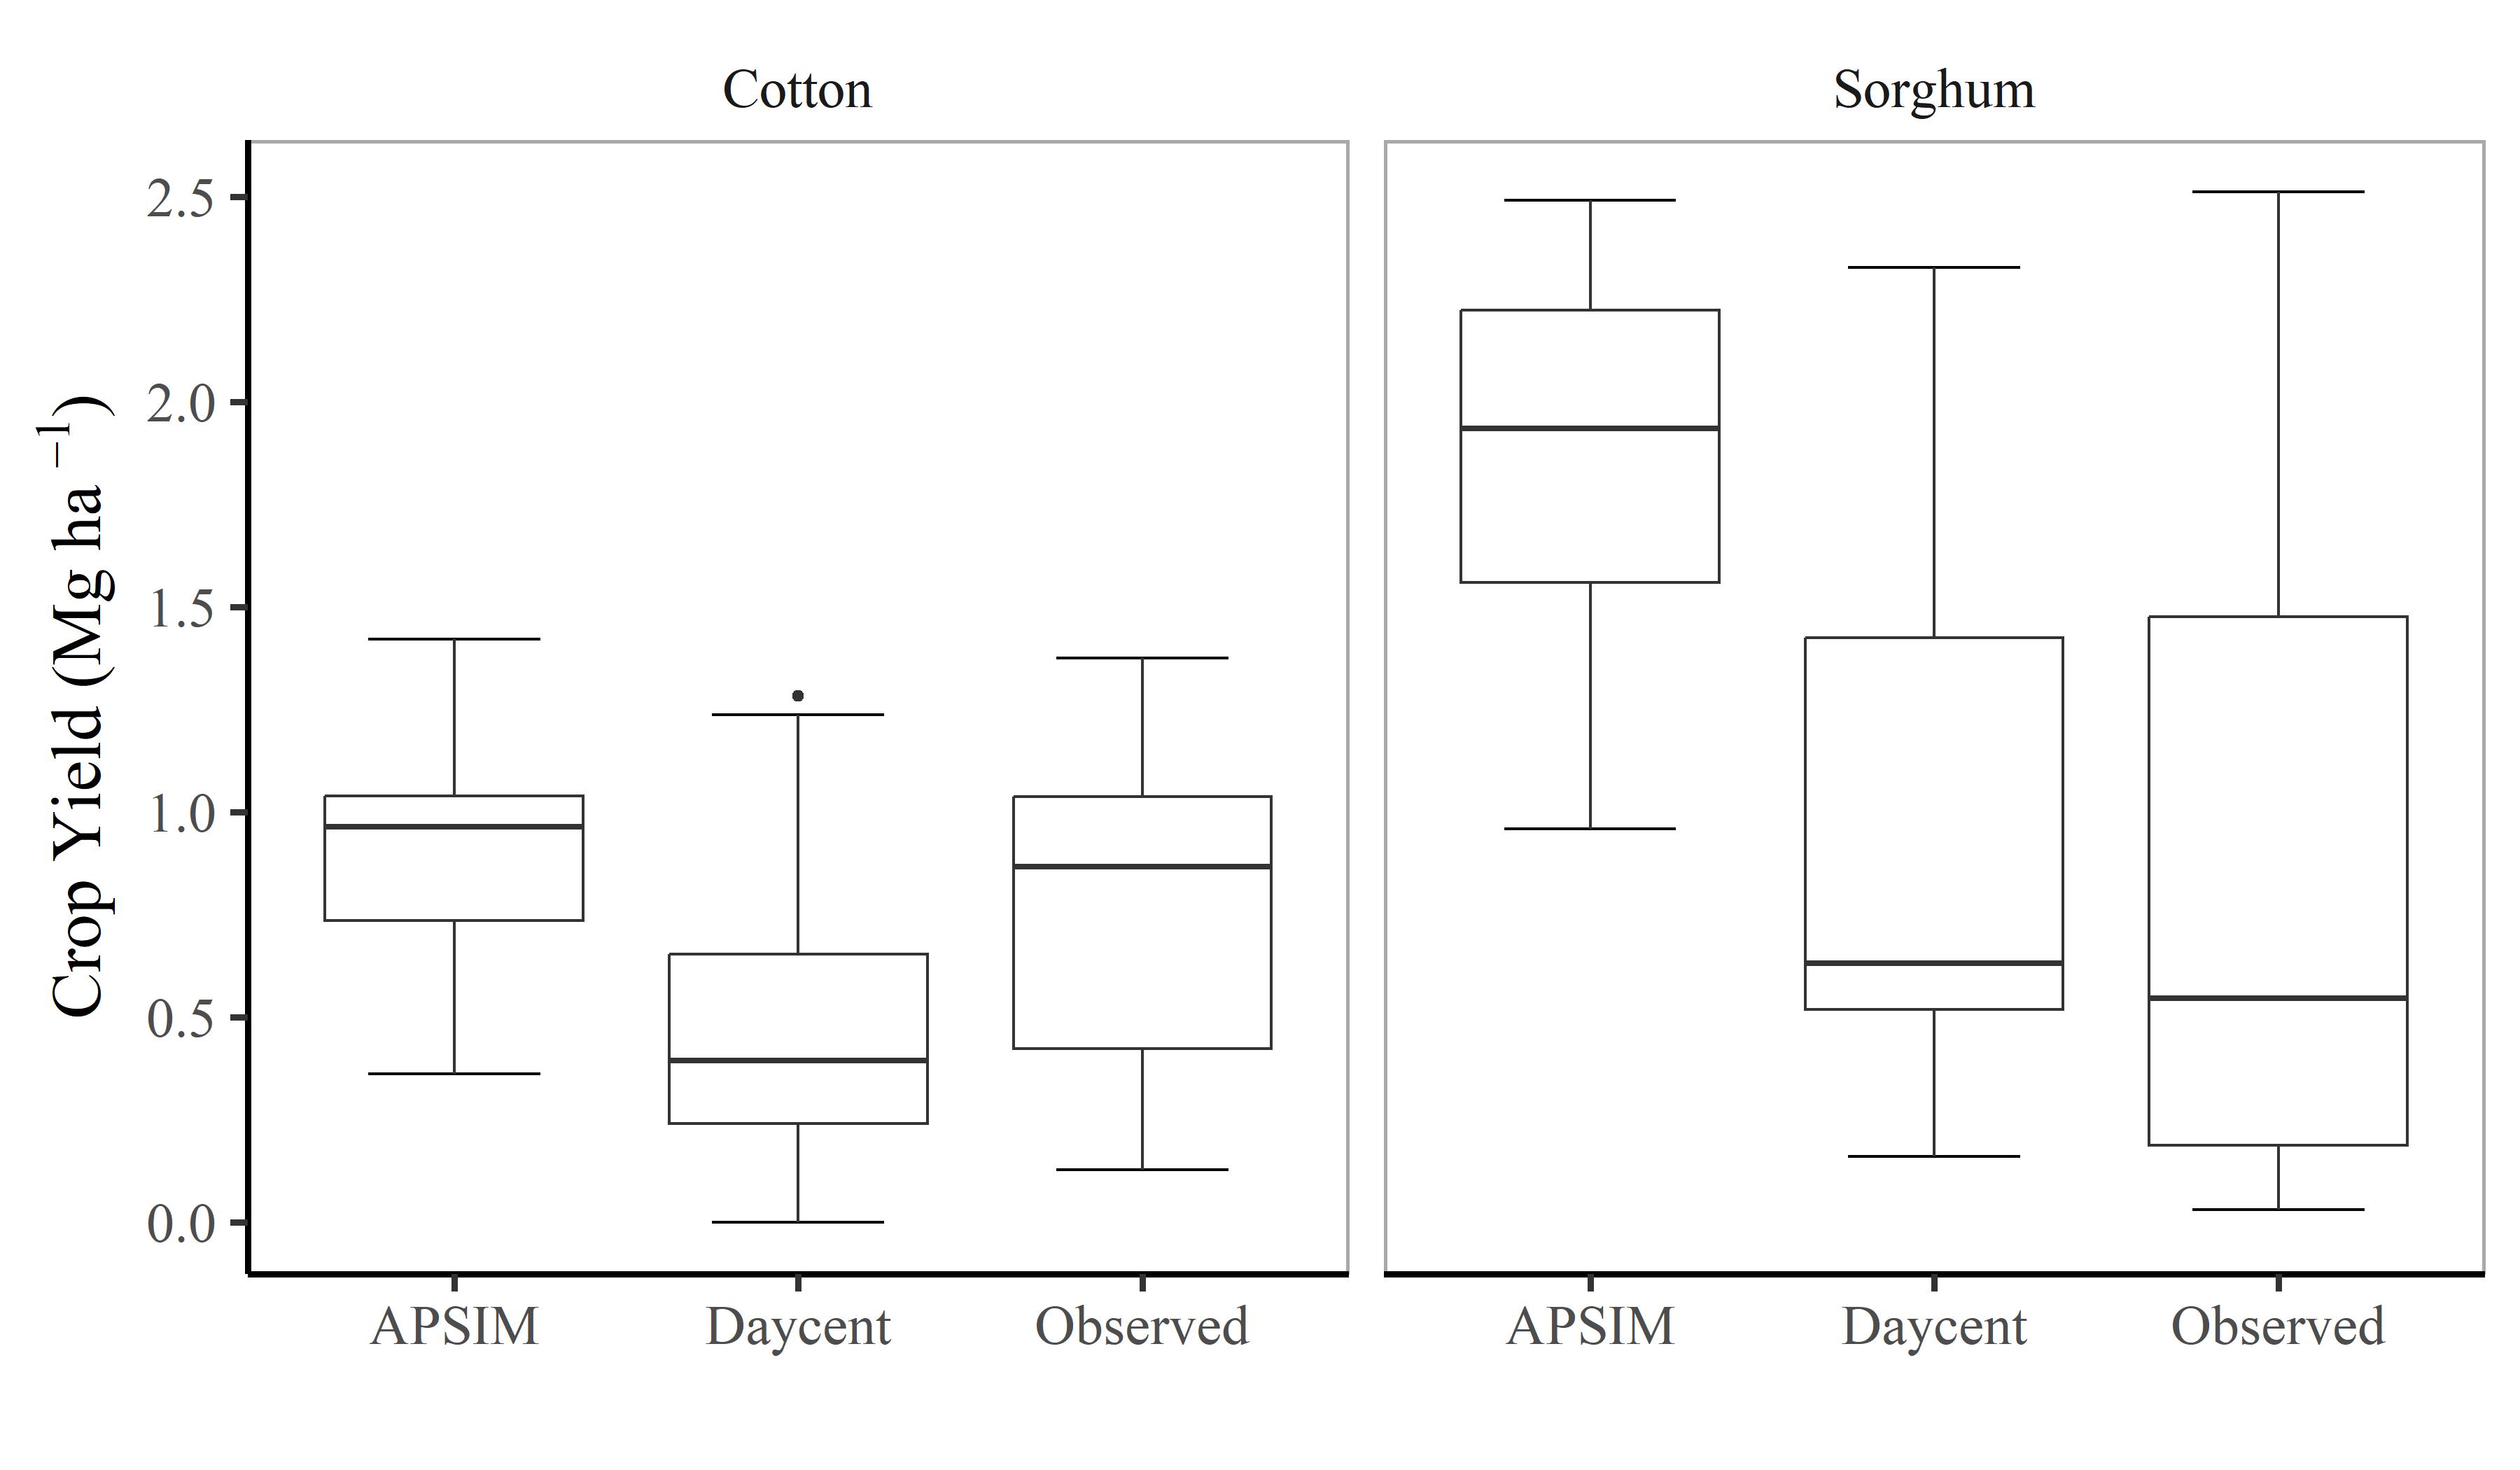 Cotton
Sorghum
Crop Yield (Mg ha⁻¹)
2.5
2.0
1.5
1.0
0.5
0.0
APSIM
Daycent
Observed
APSIM
Daycent
Observed